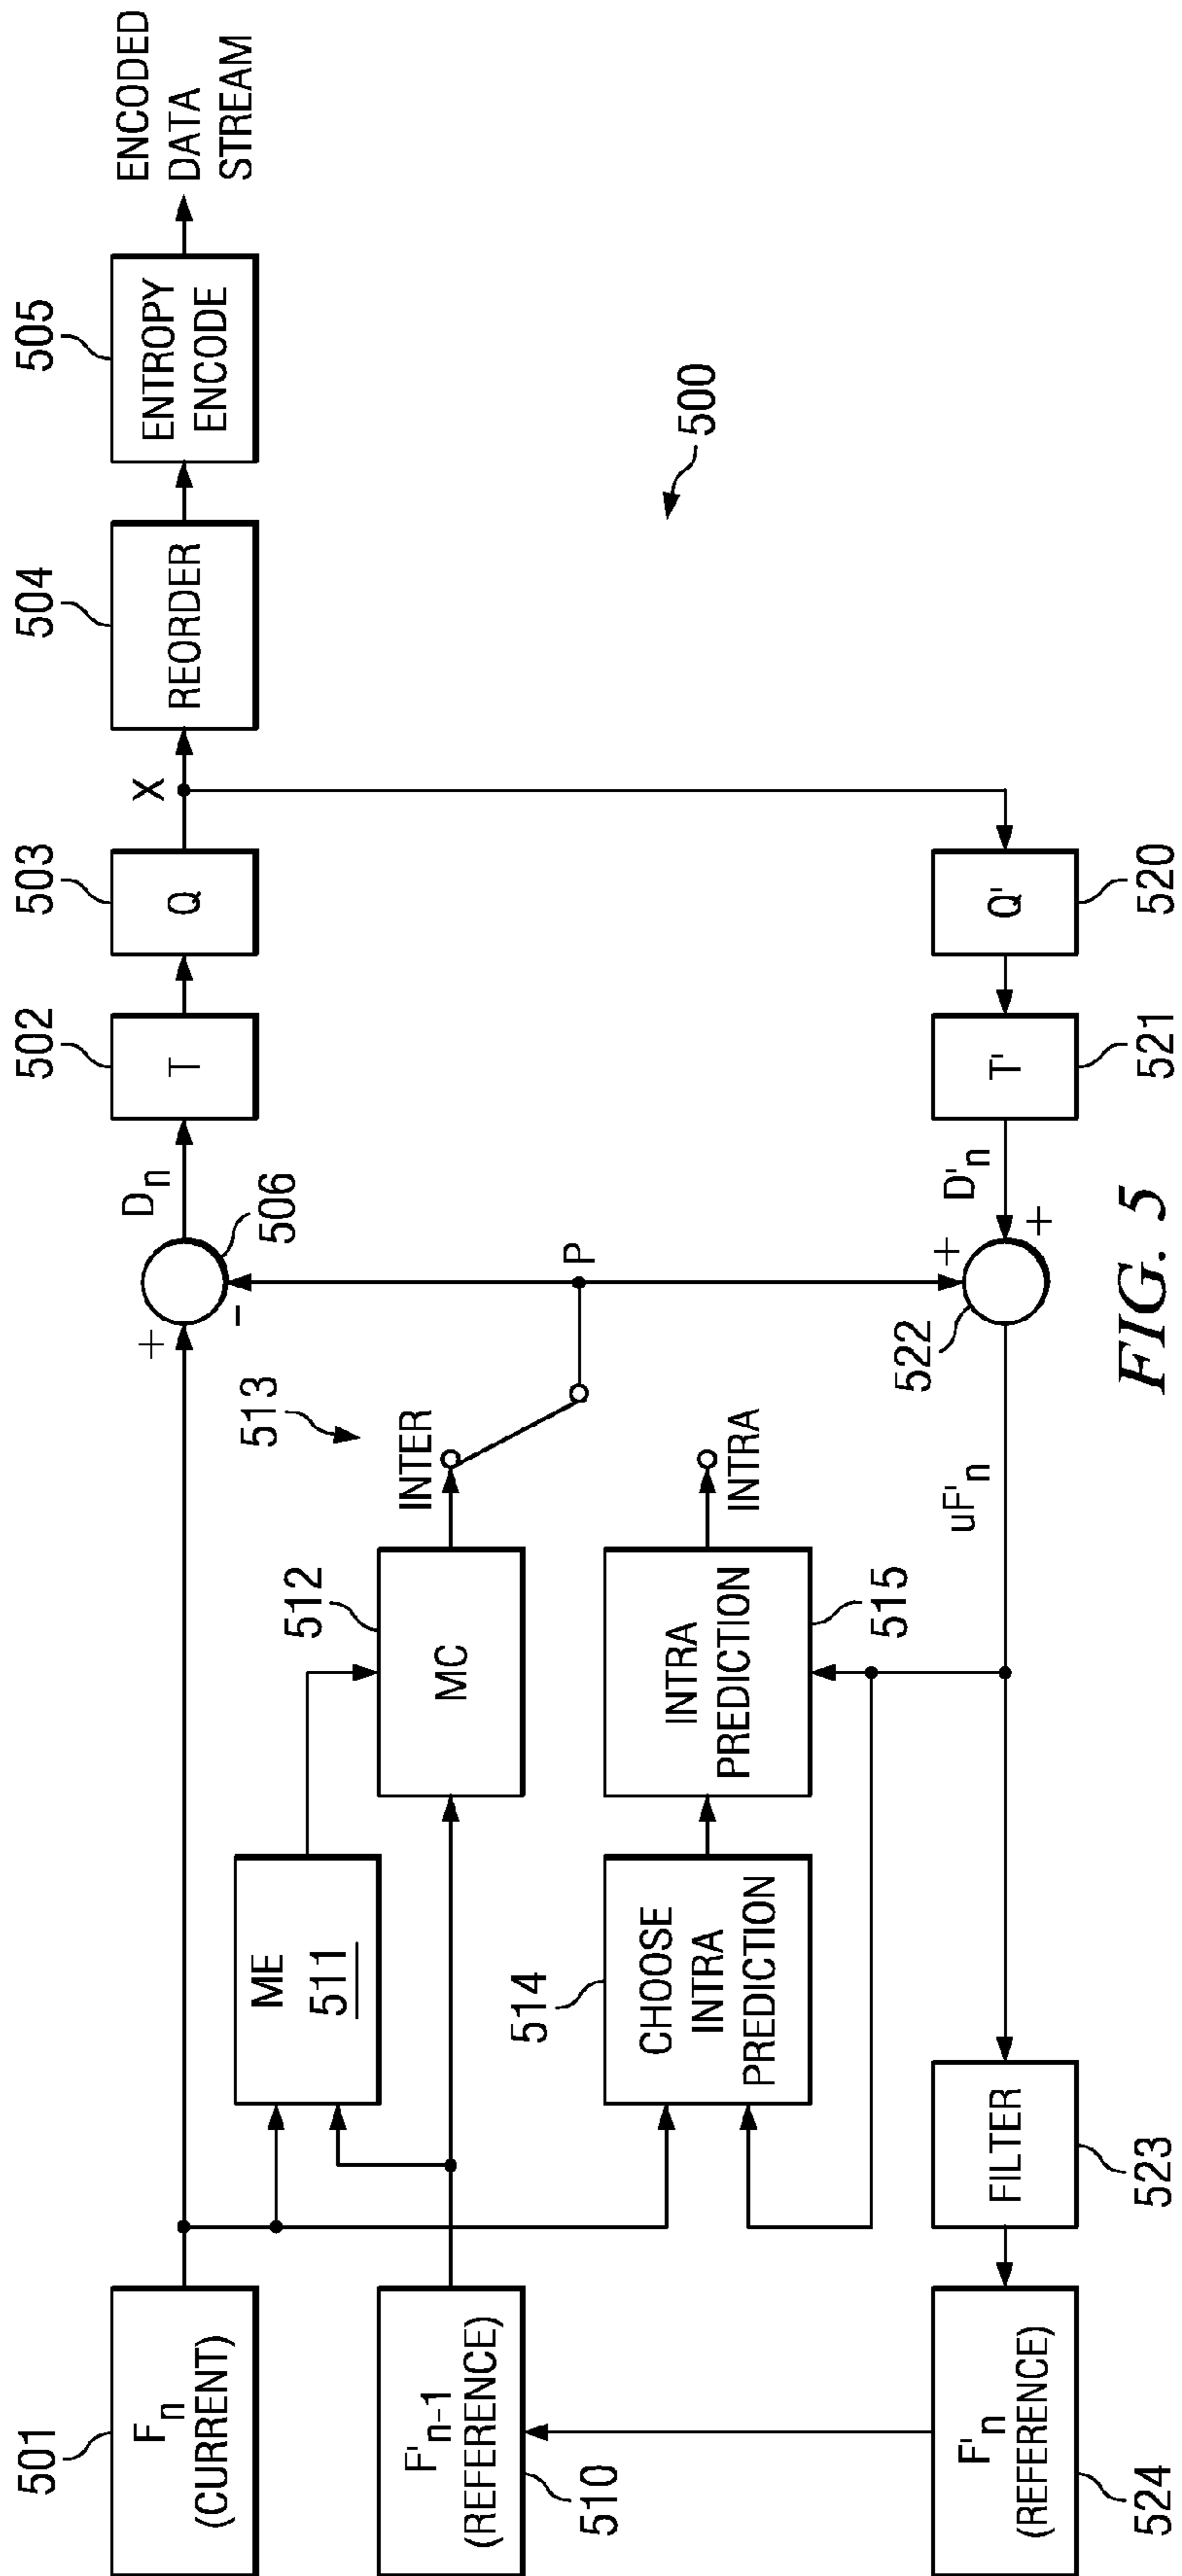 501
F n
(CURRENT)
+
506
−
D n
502
T
503
Q
X
504
REORDER
505
ENTROPY
ENCODE
ENCODED
DATA
STREAM
ME
511
512
MC
513
INTER
F' n-1
(REFERENCE)
510
P
500
514
CHOOSE
INTRA
PREDICTION
INTRA
PREDICTION
515
INTRA
F' n
(REFERENCE)
524
FILTER
523
uF' n
522
+
+
D' n
T'
521
Q'
520
FIG. 5